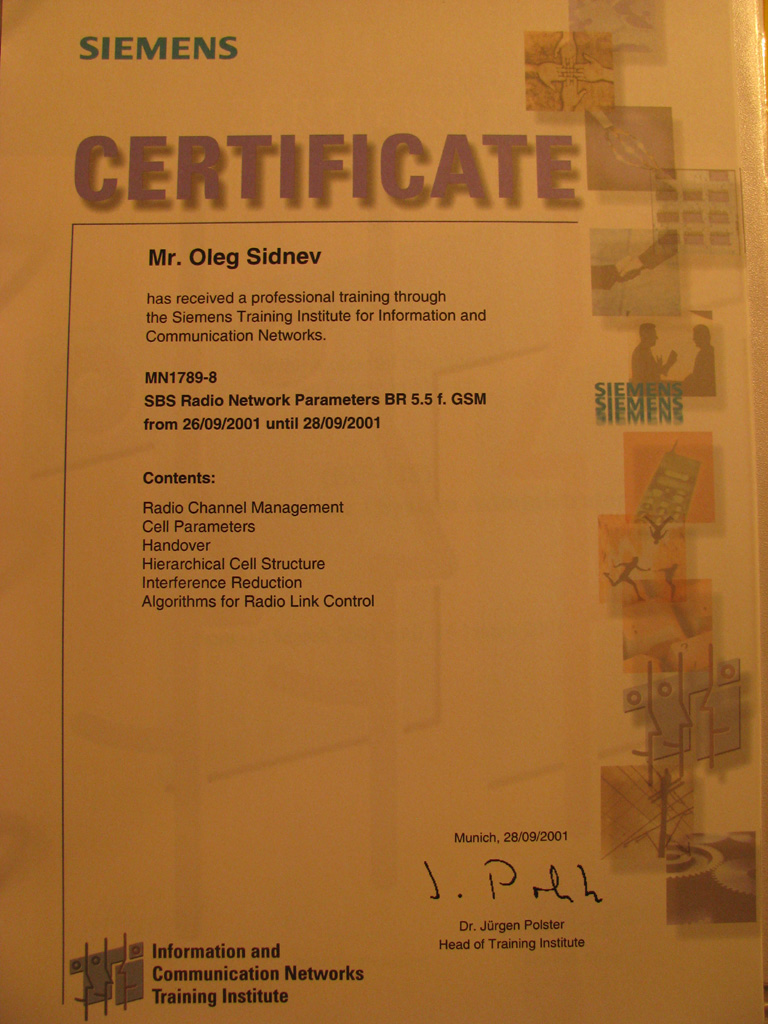 SIEMENS
CERTIFICATE
Mr. Oleg Sidnev
has received a professional training through
the Siemens Training Institute for Information and
Communication Networks.
MN1789-8
SBS Radio Network Parameters BR 5.5 f. GSM
from 26/09/2001 until 28/09/2001
SIEMENS
SIEMENS
Contents:
Radio Channel Management
Cell Parameters
Handover
Hierarchical Cell Structure
Interference Reduction
Algorithms for Radio Link Control
Munich, 28/09/2001
Dr. Jürgen Polster
Head of Training Institute
Information and
Communication Networks
Training Institute